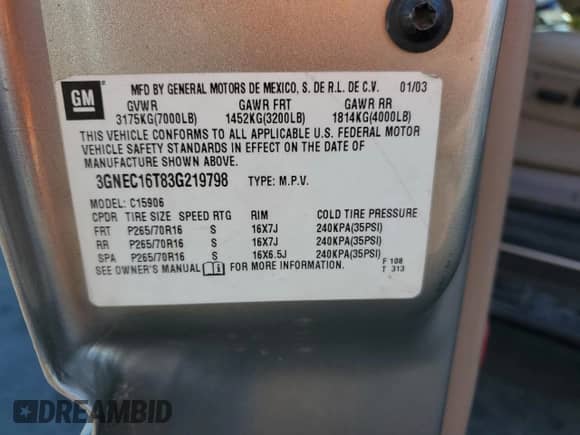 GM
MFD BY GENERAL MOTORS DE MEXICO, S. DE R.L. DE C.V. 01/03
GVWR GAWR FRT GAWR RR
3175KG(7000LB) 1452KG(3200LB) 1814KG(4000LB)
THIS VEHICLE CONFORMS TO ALL APPLICABLE U.S. FEDERAL MOTOR
VEHICLE SAFETY STANDARDS IN EFFECT ON THE DATE OF
MANUFACTURE SHOWN ABOVE.
3GNEC16T83G219798 TYPE: M.P.V.
MODEL: C15906
CPDR TIRE SIZE SPEED RTG RIM COLD TIRE PRESSURE
FRT P265/70R16 S 16X7J 240KPA(35PSI)
RR P265/70R16 S 16X7J 240KPA(35PSI)
SPA P265/70R16 S 16X6.5J 240KPA(35PSI)
SEE OWNER'S MANUAL FOR MORE INFORMATION. F 108
T 313
DREAMBID